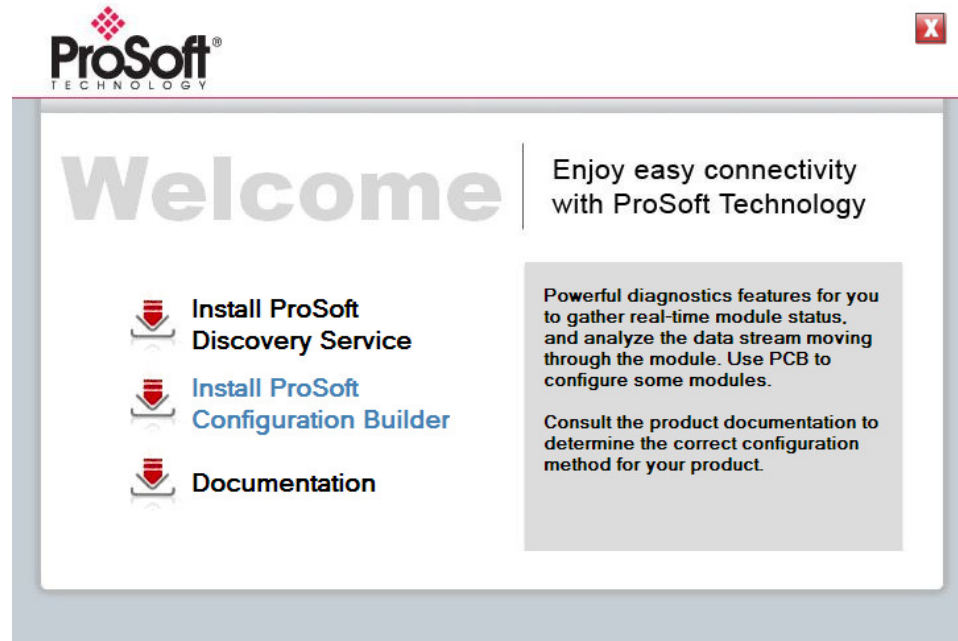 ProSoft®
TECHNOLOGY
X
Welcome
Enjoy easy connectivity
with ProSoft Technology
Install ProSoft
Discovery Service
Install ProSoft
Configuration Builder
Documentation
Powerful diagnostics features for you
to gather real-time module status,
and analyze the data stream moving
through the module. Use PCB to
configure some modules.
Consult the product documentation to
determine the correct configuration
method for your product.